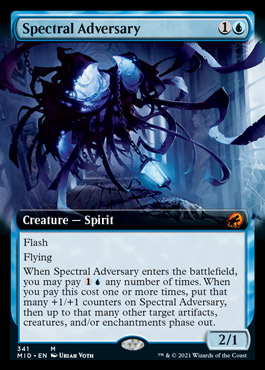 Spectral Adversary 1
Creature — Spirit
Flash
Flying
When Spectral Adversary enters the battlefield,
you may pay 1 any number of times. When
you pay this cost one or more times, put that
many +1/+1 counters on Spectral Adversary,
then up to that many other target artifacts,
creatures, and/or enchantments phase out.
2/1
341 M
MID • EN URIAH VOTH
™ & © 2021 Wizards of the Coast